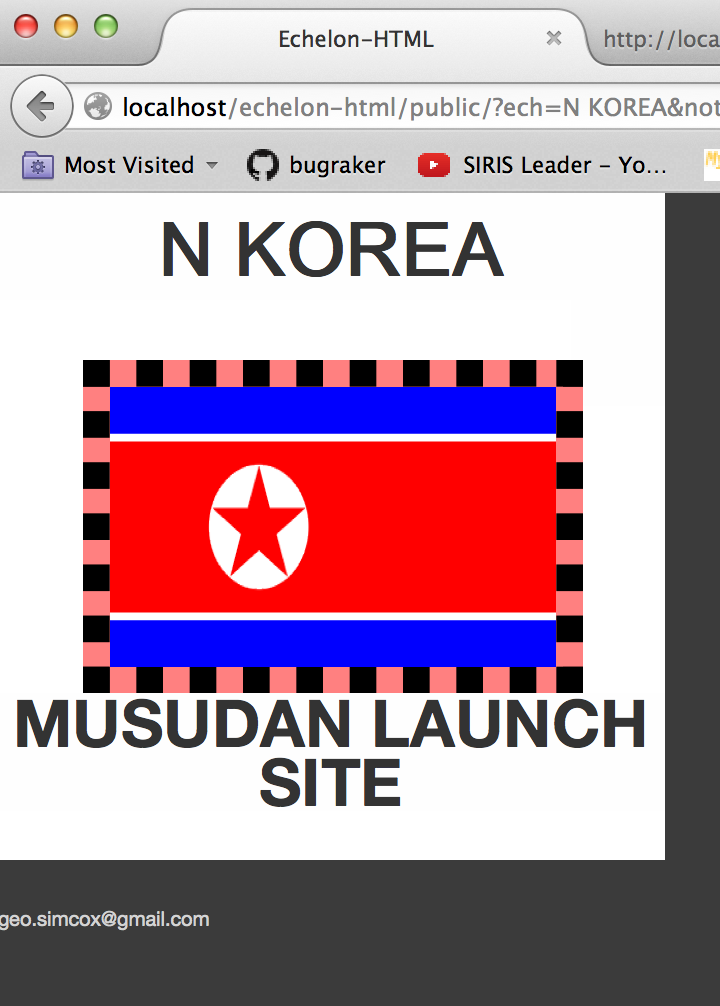 Echelon-HTML
http://loca
localhost/echelon-html/public/?ech=N KOREA&not
Most Visited
bugraker
SIRIS Leader – Yo...
N KOREA
MUSUDAN LAUNCH
SITE
geo.simcox@gmail.com